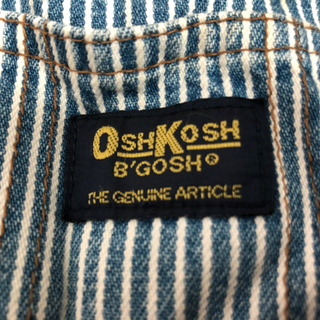 OSHKOSH
B'GOSH®
THE GENUINE ARTICLE